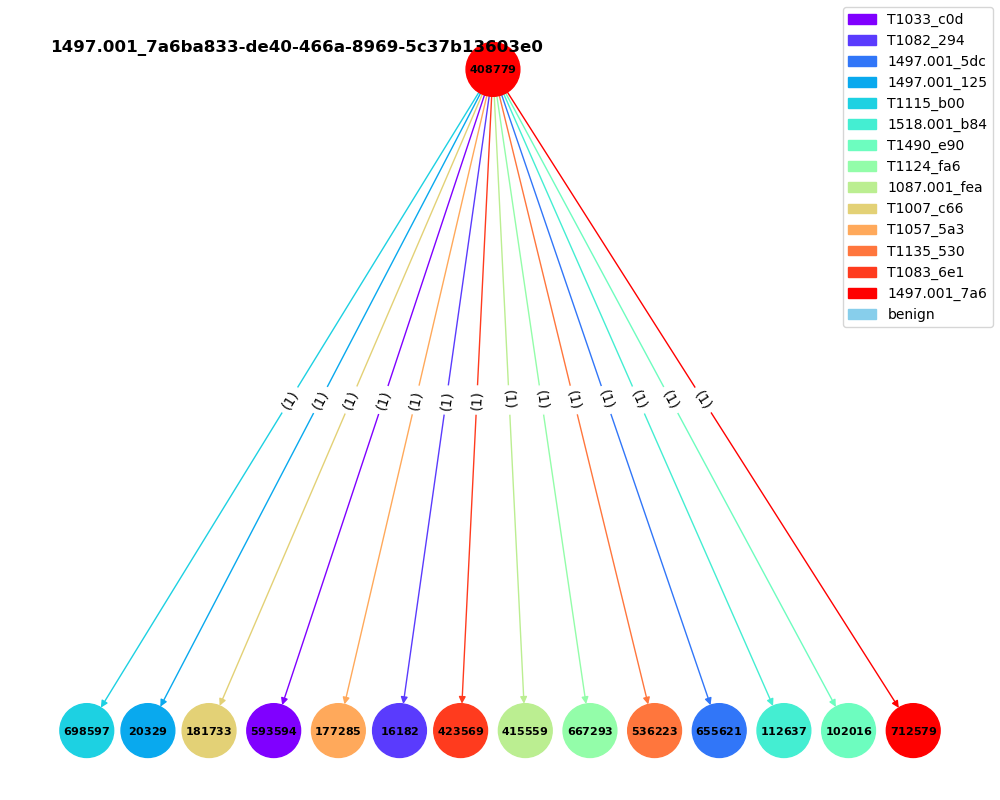 1497.001_7a6ba833-de40-466a-8969-5c37b13603e0
408779
T1033_c0d
T1082_294
1497.001_5dc
1497.001_125
T1115_b00
1518.001_b84
T1490_e90
T1124_fa6
1087.001_fea
T1007_c66
T1057_5a3
T1135_530
T1083_6e1
1497.001_7a6
benign
(1) (1) (1) (1) (1) (1) (1) (1) (1) (1) (1) (1) (1) (1)
698597 20329 181733 593594 177285 16182 423569 415559 667293 536223 655621 112637 102016 712579